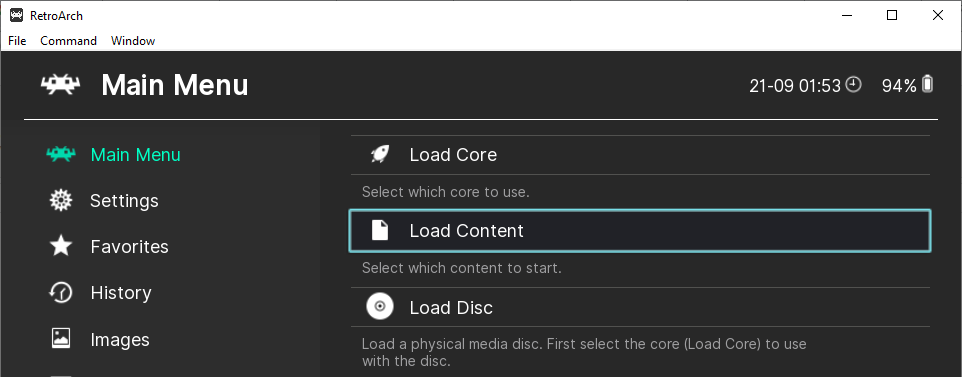 RetroArch
File Command Window
Main Menu
21-09 01:53 94%
Main Menu
Settings
Favorites
History
Images
Load Core
Select which core to use.
Load Content
Select which content to start.
Load Disc
Load a physical media disc. First select the core (Load Core) to use
with the disc.